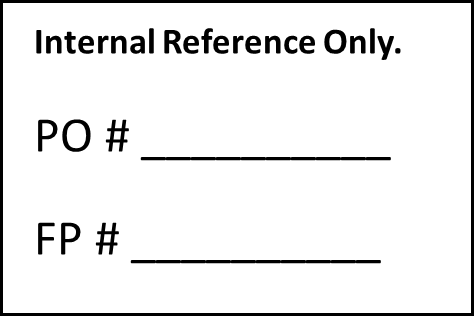 Internal Reference Only.
PO # __________
FP # __________